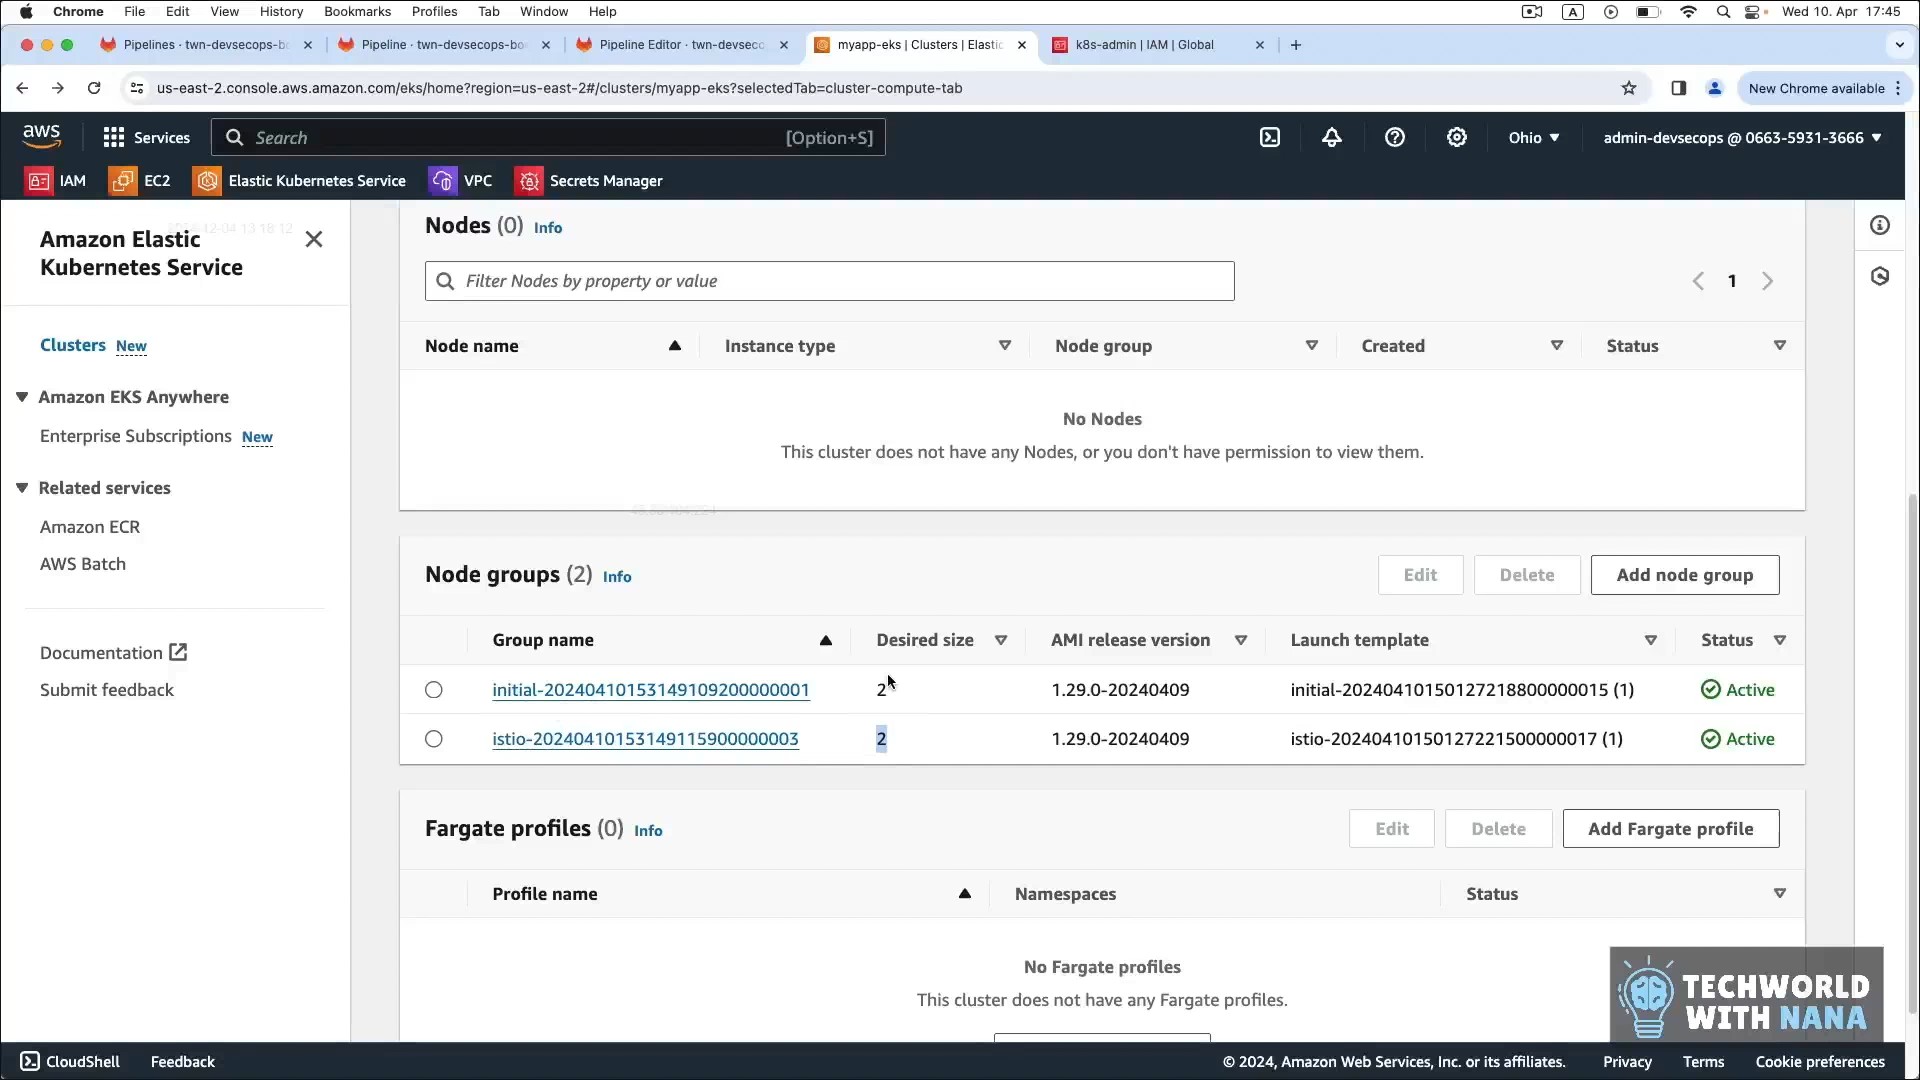 Chrome File Edit View History Bookmarks Profiles Tab Window Help A Wed 10. Apr 17:45
Pipelines · twn-devsecops-bo Pipeline · twn-devsecops-boo Pipeline Editor · twn-devsecc myapp-eks | Clusters | Elastic k8s-admin | IAM | Global
us-east-2.console.aws.amazon.com/eks/home?region=us-east-2#/clusters/myapp-eks?selectedTab=cluster-compute-tab New Chrome available
aws Services Search [Option+S] Ohio admin-devsecops @ 0663-5931-3666
IAM EC2 Elastic Kubernetes Service VPC Secrets Manager
Amazon Elastic
Kubernetes Service
Clusters New
Amazon EKS Anywhere
Enterprise Subscriptions New
Related services
Amazon ECR
AWS Batch
Documentation
Submit feedback
Nodes (0) Info
Filter Nodes by property or value 1
Node name Instance type Node group Created Status
No Nodes
This cluster does not have any Nodes, or you don't have permission to view them.
Node groups (2) Info Edit Delete Add node group
Group name Desired size AMI release version Launch template Status
initial-20240410153149109200000001 2 1.29.0-20240409 initial-20240410150127218800000015 (1) Active
istio-20240410153149115900000003 2 1.29.0-20240409 istio-20240410150127221500000017 (1) Active
Fargate profiles (0) Info Edit Delete Add Fargate profile
Profile name Namespaces Status
No Fargate profiles
This cluster does not have any Fargate profiles.
TECHWORLD
WITH NANA
CloudShell Feedback © 2024, Amazon Web Services, Inc. or its affiliates. Privacy Terms Cookie preferences